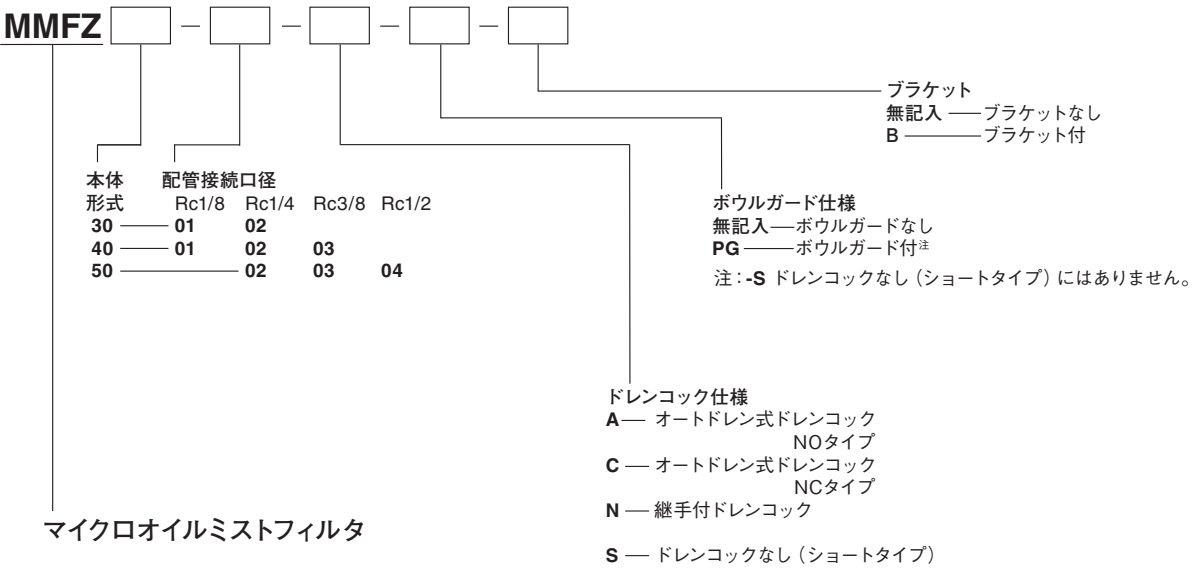 MMFZ - - - -
ブラケット
無記入 ブラケットなし
B ブラケット付
本体 配管接続口径
形式 Rc1/8 Rc1/4 Rc3/8 Rc1/2
30 01 02
40 01 02 03
50 02 03 04
ボウルガード仕様
無記入 ボウルガードなし
PG ボウルガード付注
注:-S ドレンコックなし(ショートタイプ)にはありません。
ドレンコック仕様
A オートドレン式ドレンコック
NOタイプ
C オートドレン式ドレンコック
NCタイプ
N 継手付ドレンコック
S ドレンコックなし(ショートタイプ)
マイクロオイルミストフィルタ